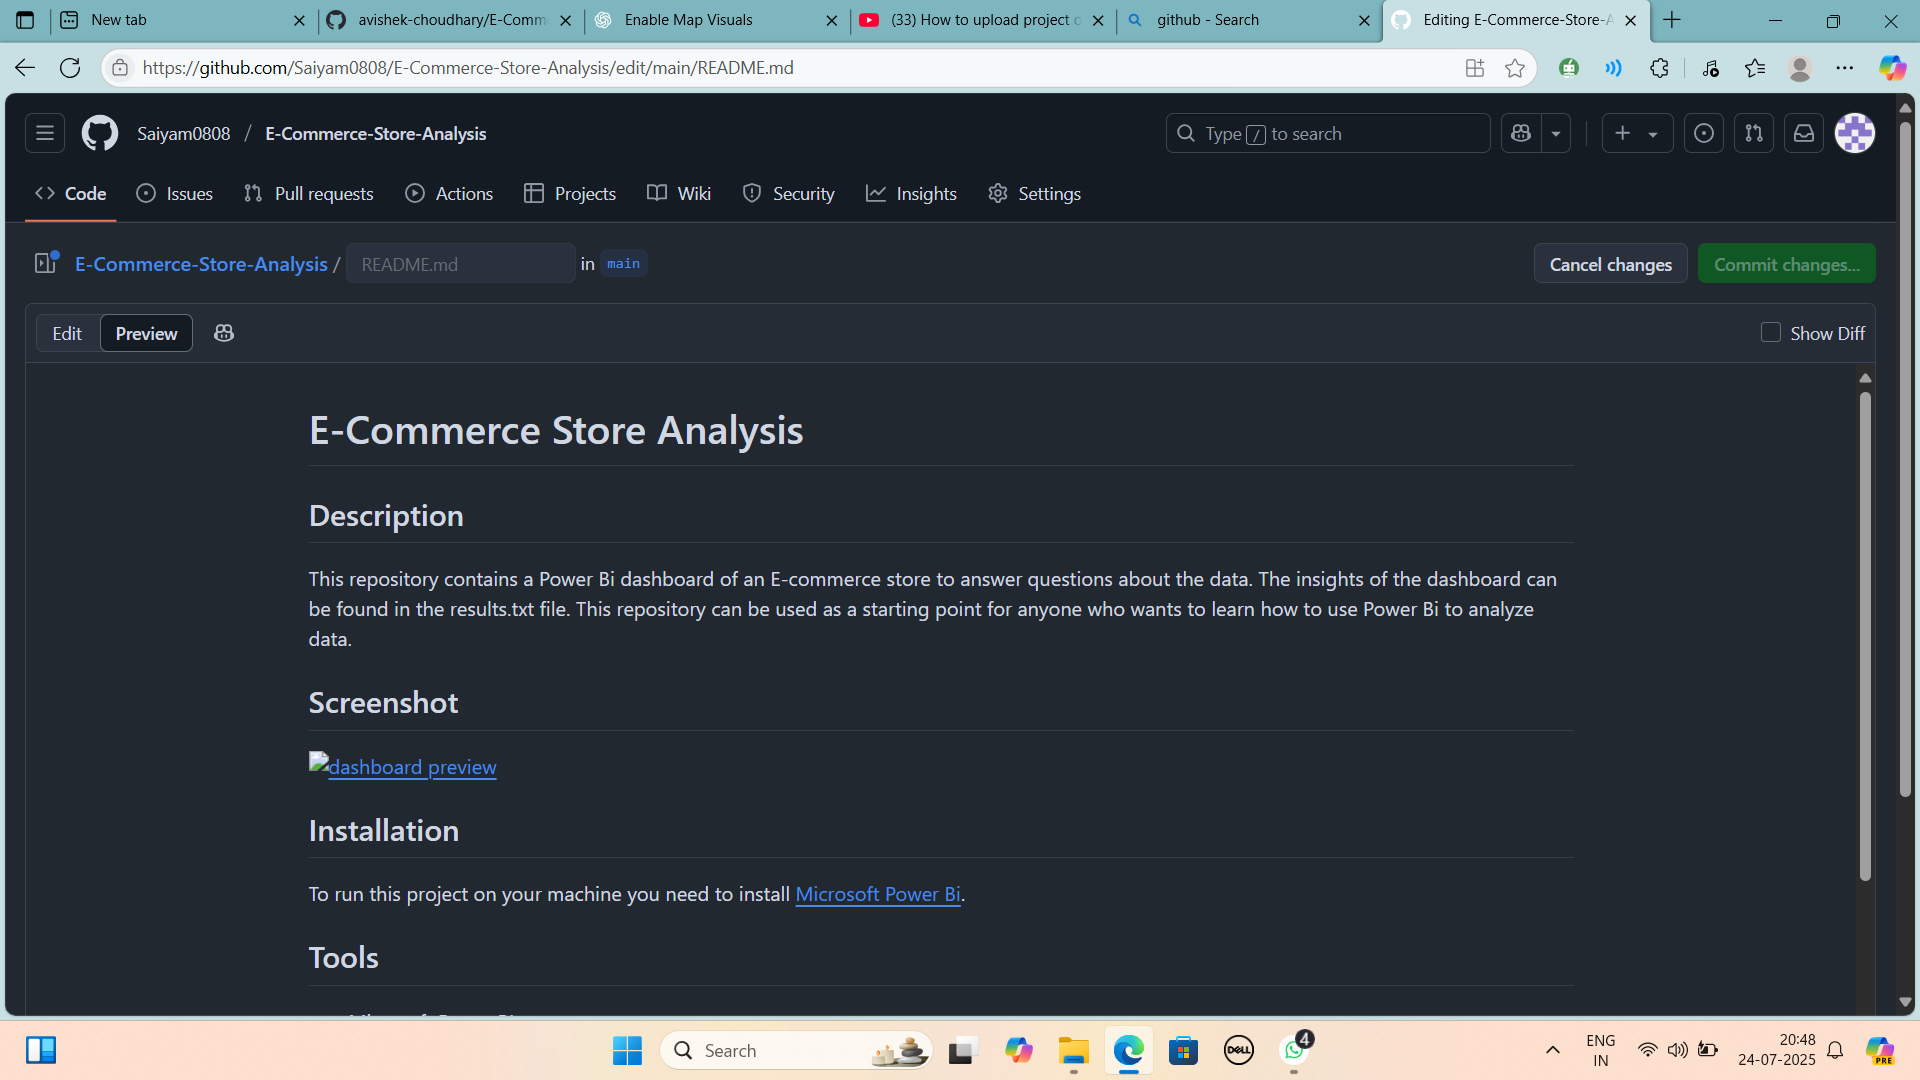 New tab
avishek-choudhary/E-Comm
Enable Map Visuals
(33) How to upload project o
github - Search
Editing E-Commerce-Store-A
https://github.com/Saiyam0808/E-Commerce-Store-Analysis/edit/main/README.md
Saiyam0808 / E-Commerce-Store-Analysis
Type / to search
Code
Issues
Pull requests
Actions
Projects
Wiki
Security
Insights
Settings
E-Commerce-Store-Analysis / README.md in main
Cancel changes
Commit changes...
Edit
Preview
Show Diff
E-Commerce Store Analysis
Description
This repository contains a Power Bi dashboard of an E-commerce store to answer questions about the data. The insights of the dashboard can
be found in the results.txt file. This repository can be used as a starting point for anyone who wants to learn how to use Power Bi to analyze
data.
Screenshot
dashboard preview
Installation
To run this project on your machine you need to install Microsoft Power Bi.
Tools
Search
DELL
4
ENG
IN
20:48
24-07-2025
PRE